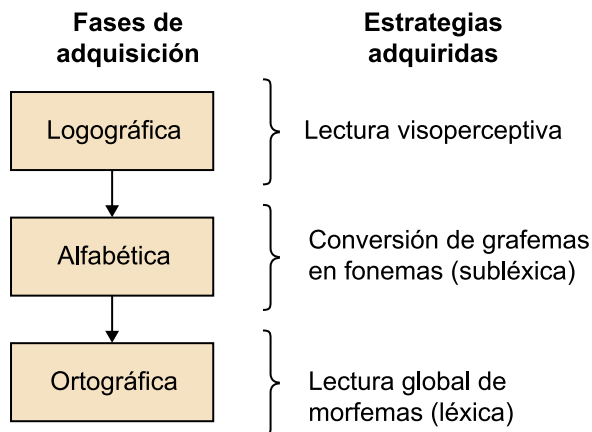 Fases de
adquisición
Estrategias
adquiridas
Logográfica
Lectura visoperceptiva
Alfabética
Conversión de grafemas
en fonemas (subléxica)
Ortográfica
Lectura global de
morfemas (léxica)